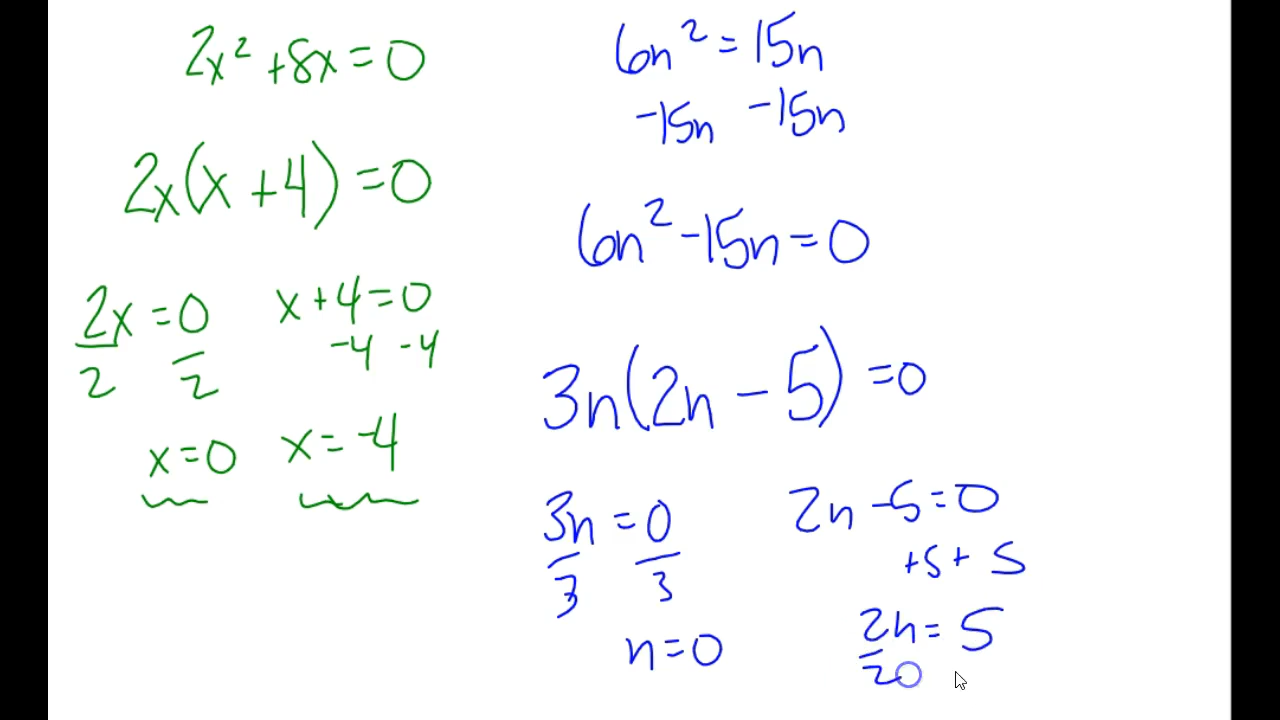 2x² + 8x = 0
2x(x + 4) = 0
2x = 0 x + 4 = 0
2 2 -4 -4
x = 0 x = -4
6n² = 15n
-15n -15n
6n² - 15n = 0
3n(2n - 5) = 0
3n = 0 2n - 5 = 0
3 3 +5 + 5
n = 0 2n = 5
2